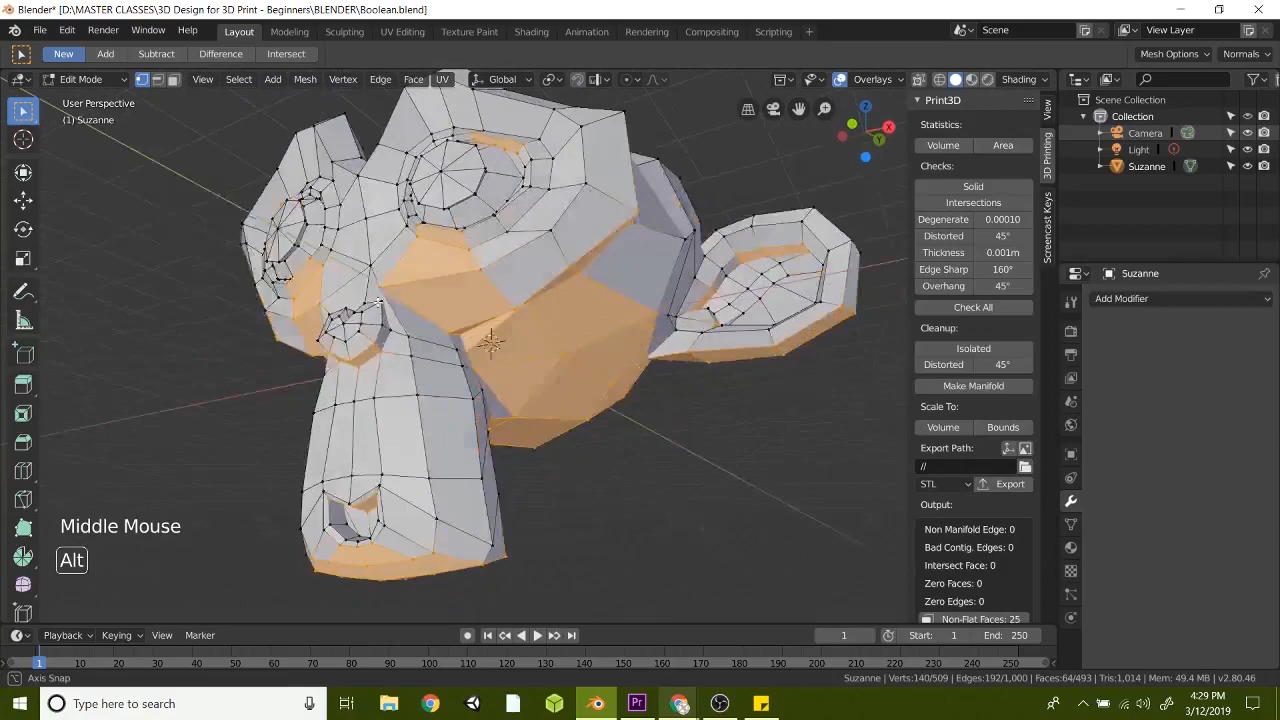 Blender* [D:\MASTER CLASSES\3D Design for 3D Print - Beginners\BLENDER\Boolean.blend]
File Edit Render Window Help Layout Modeling Sculpting UV Editing Texture Paint Shading Animation Rendering Compositing Scripting + Scene View Layer
New Add Subtract Difference Intersect Mesh Options Normals
Edit Mode View Select Add Mesh Vertex Edge Face UV Global Overlays Shading
User Perspective
(1) Suzanne
X
Y
Z
Print3D
Statistics:
Volume Area
Checks:
Solid
Intersections
Degenerate 0.00010
Distorted 45°
Thickness 0.001m
Edge Sharp 160°
Overhang 45°
Check All
Cleanup:
Isolated
Distorted 45°
Make Manifold
Scale To:
Volume Bounds
Export Path:
//
STL Export
Output:
Non Manifold Edge: 0
Bad Contig. Edges: 0
Intersect Face: 0
Zero Faces: 0
Zero Edges: 0
Non-Flat Faces: 25
View
3D Printing
Screencast Keys
Scene Collection
Collection
Camera
Light
Suzanne
Suzanne
Add Modifier
Middle Mouse
Alt
Playback Keying View Marker 1 Start: 1 End: 250
1 10 20 30 40 50 60 70 80 90 100 110 120 130 140 150 160 170 180 190 200 210 220 230 240 250
Axis Snap Suzanne | Verts:140/509 | Edges:192/1,000 | Faces:64/493 | Tris:1,014 | Mem: 49.4 MB | v2.80.46
Type here to search
Pr
4:29 PM
3/12/2019